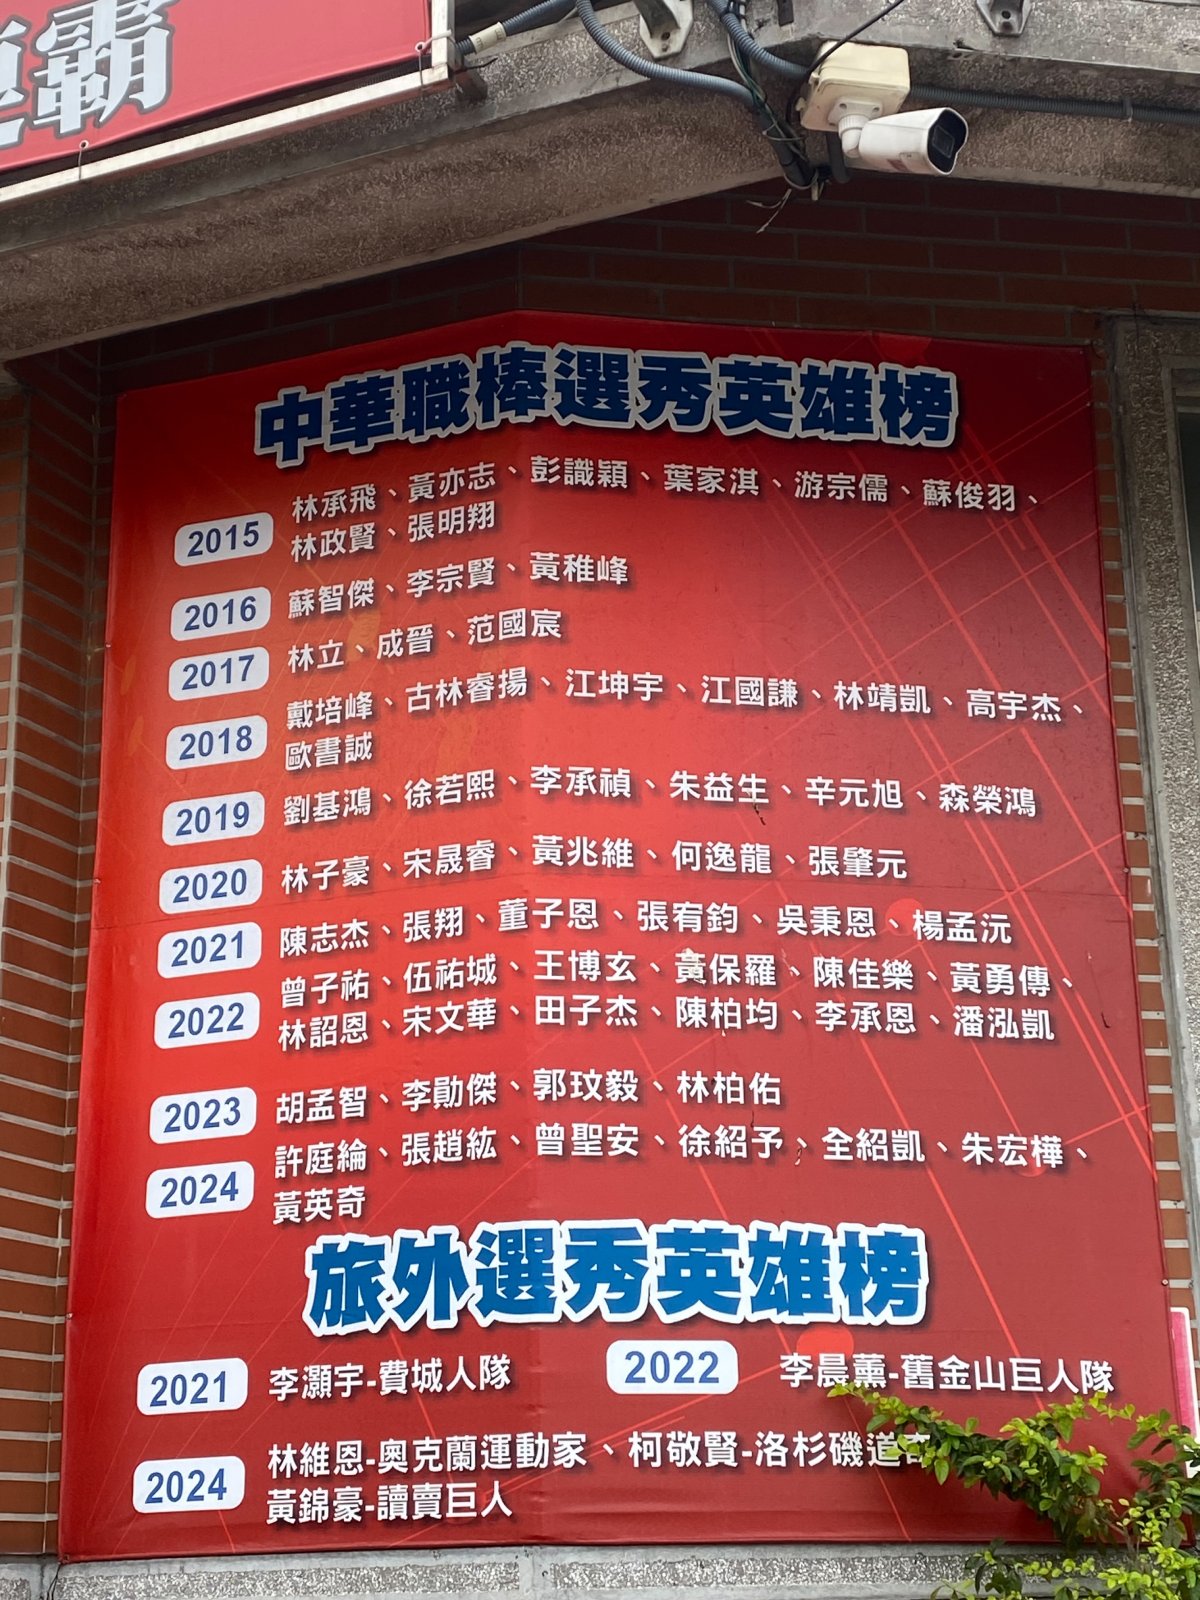 霸
中華職棒選秀英雄榜
2015 林承飛、黃亦志、彭識穎、葉家淇、游宗儒、蘇俊羽、
林政賢、張明翔
2016 蘇智傑、李宗賢、黃稚峰
2017 林立、成晉、范國宸
2018 戴培峰、古林睿煬、江坤宇、江國謙、林靖凱、高宇杰、
歐書誠
2019 劉基鴻、徐若熙、李承禎、朱益生、辛元旭、森榮鴻
2020 林子豪、宋晟睿、黃兆維、何逸龍、張肇元
2021 陳志杰、張翔、董子恩、張宥鈞、吳秉恩、楊孟沅
2022 曾子祐、伍祐城、王博玄、黃保羅、陳佳樂、黃勇傳、
林詔恩、宋文華、田子杰、陳柏均、李承恩、潘泓凱
2023 胡孟智、李勛傑、郭玟毅、林柏佑
2024 許庭綸、張趙紘、曾聖安、徐紹予、全紹凱、朱宏樺、
黃英奇
旅外選秀英雄榜
2021 李灝宇-費城人隊 2022 李晨薰-舊金山巨人隊
2024 林維恩-奧克蘭運動家、柯敬賢-洛杉磯道
黃錦豪-讀賣巨人